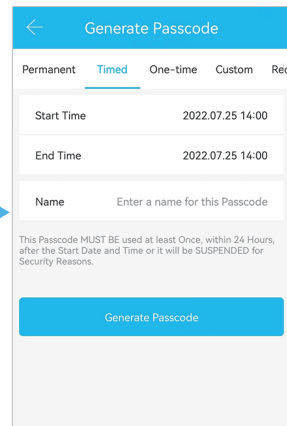 Generate Passcode
Permanent Timed One-time Custom Rec
Start Time 2022.07.25 14:00
End Time 2022.07.25 14:00
Name Enter a name for this Passcode
This Passcode MUST BE used at least Once, within 24 Hours,
after the Start Date and Time or it will be SUSPENDED for
Security Reasons.
Generate Passcode